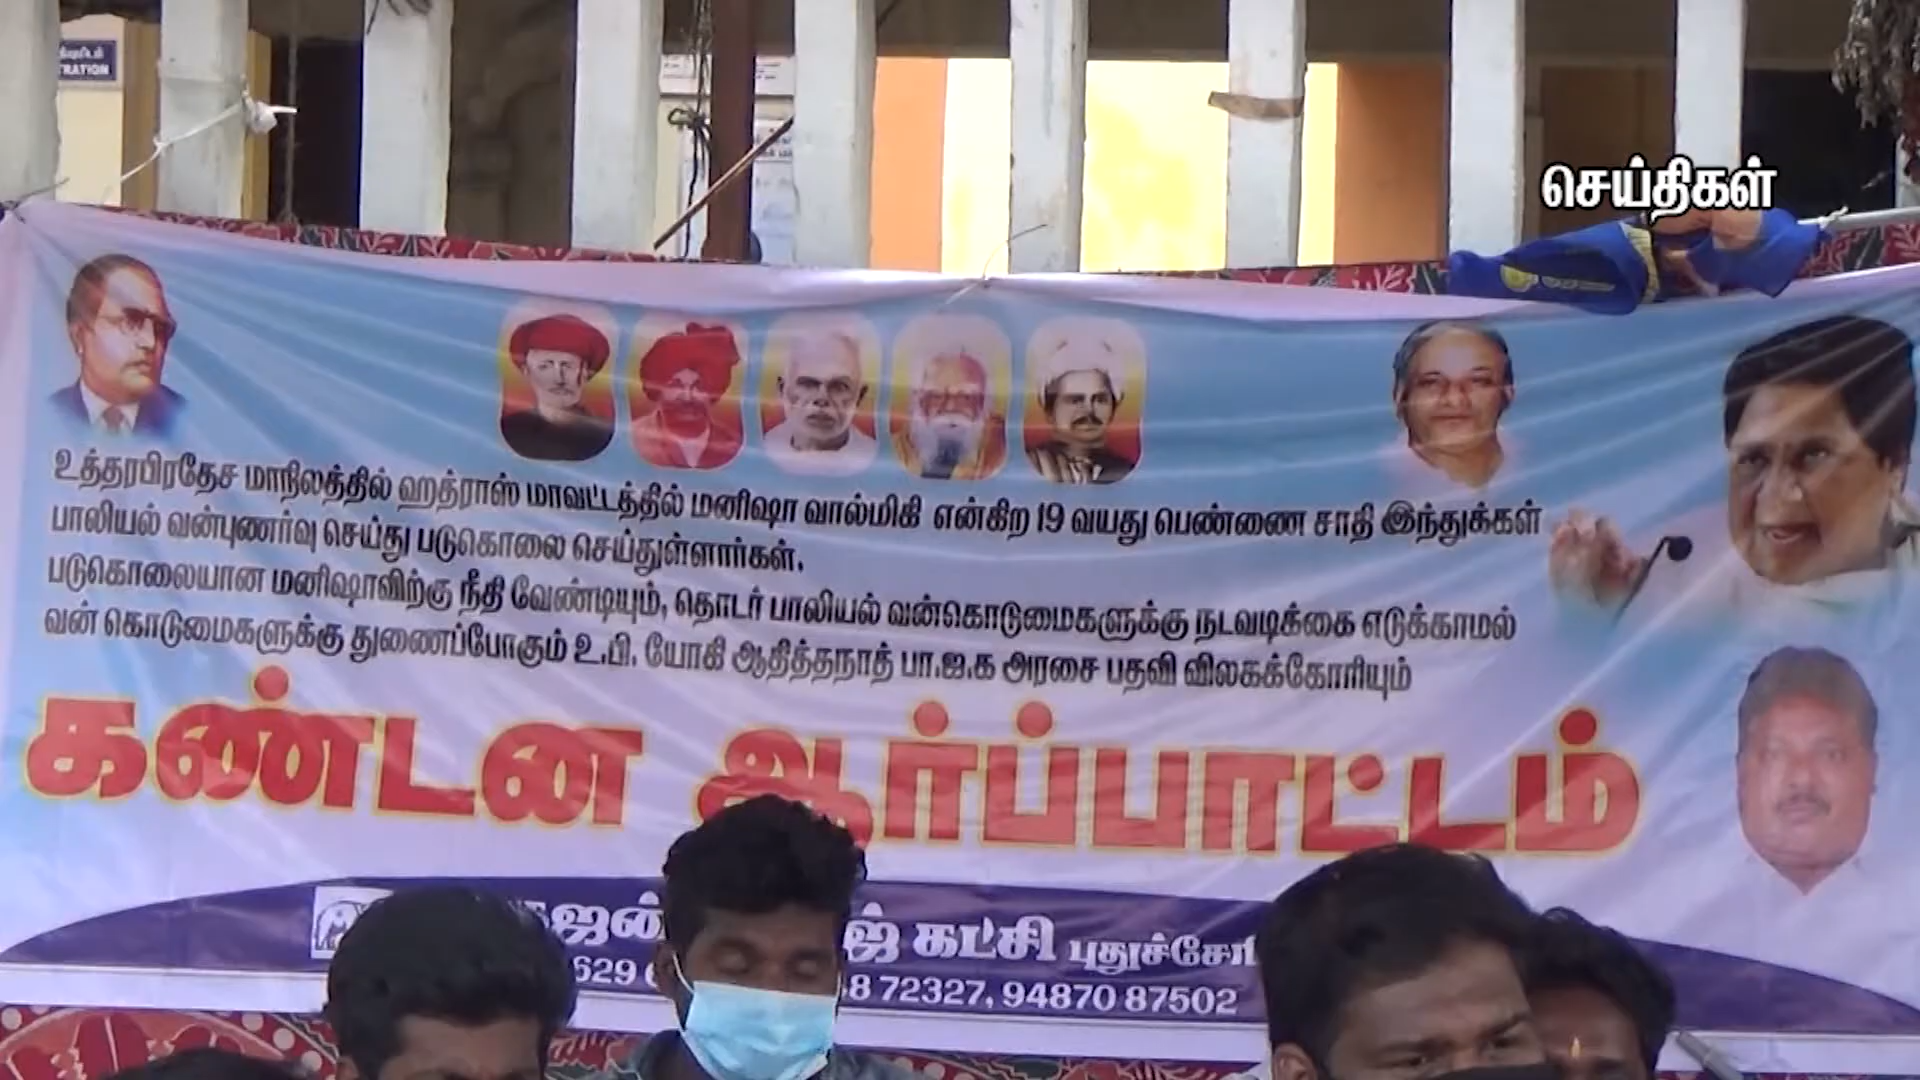 TRATION
செய்திகள்
உத்தரபிரதேச மாநிலத்தில் ஹத்ராஸ் மாவட்டத்தில் மனிஷா வால்மிகி என்கிற 19 வயது பெண்ணை சாதி இந்துக்கள்
பாலியல் வன்புணர்வு செய்து படுகொலை செய்துள்ளார்கள்.
படுகொலையான மனிஷாவிற்கு நீதி வேண்டியும், தொடர் பாலியல் வன்கொடுமைகளுக்கு நடவடிக்கை எடுக்காமல்
வன் கொடுமைகளுக்கு துணைப்போகும் உ.பி. யோகி ஆதித்தநாத் பா.ஜ.க அரசை பதவி விலகக்கோரியும்
கண்டன ஆர்ப்பாட்டம்
ஜன் ஜ் கட்சி புதுச்சேரி
629 8 72327, 94870 87502